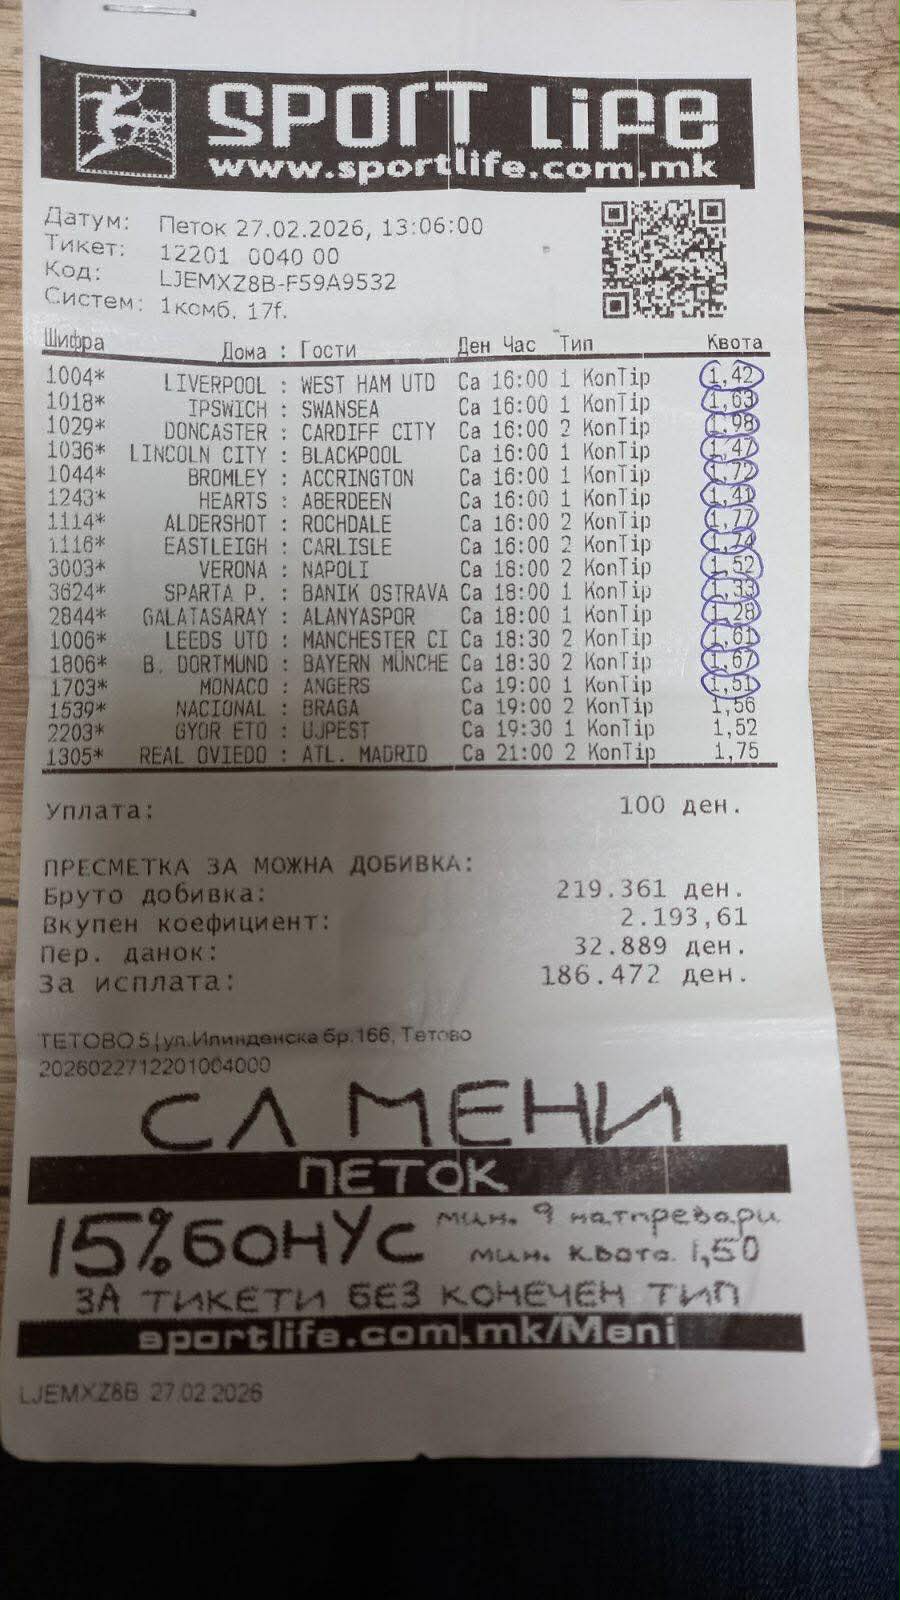 SPORT LiFe
www.sportlife.com.mk
Датум: Петок 27.02.2026, 13:06:00
Тикет: 12201 0040 00
Код: LJEMXZ8B-F59A9532
Систем: 1комб. 17f.
Шифра Дома : Гости Ден Час Тип Квота
1004* LIVERPOOL : WEST HAM UTD Са 16:00 1 KonTip 1,42
1018* IPSWICH : SWANSEA Са 16:00 1 KonTip 1,63
1029* DONCASTER : CARDIFF CITY Са 16:00 2 KonTip 1,98
1036* LINCOLN CITY : BLACKPOOL Са 16:00 1 KonTip 1,47
1044* BROMLEY : ACCRINGTON Са 16:00 1 KonTip 1,72
1243* HEARTS : ABERDEEN Са 16:00 1 KonTip 1,41
1114* ALDERSHOT : ROCHDALE Са 16:00 2 KonTip 1,77
1116* EASTLEIGH : CARLISLE Са 16:00 2 KonTip 1,74
3003* VERONA : NAPOLI Са 18:00 2 KonTip 1,52
3624* SPARTA P. : BANIK OSTRAVA Са 18:00 1 KonTip 1,33
2844* GALATASARAY : ALANYASPOR Са 18:00 1 KonTip 1,28
1006* LEEDS UTD : MANCHESTER CI Са 18:30 2 KonTip 1,61
1806* B. DORTMUND : BAYERN MÜNCHE Са 18:30 2 KonTip 1,67
1703* MONACO : ANGERS Са 19:00 1 KonTip 1,51
1539* NACIONAL : BRAGA Са 19:00 2 KonTip 1,56
2203* GYOR ETO : UJPEST Са 19:30 1 KonTip 1,52
1305* REAL OVIEDO : ATL. MADRID Са 21:00 2 KonTip 1,75
Уплата: 100 ден.
ПРЕСМЕТКА ЗА МОЖНА ДОБИВКА:
Бруто добивка: 219.361 ден.
Вкупен коефициент: 2.193,61
Пер. данок: 32.889 ден.
За исплата: 186.472 ден.
ТЕТОВО 5 | ул.Илинденска бр.166, Тетово
2026022712201004000
СЛ МЕНИ
ПЕТОК
15% БОНУС мин. 9 натпревари
мин. квота 1,50
ЗА ТИКЕТИ БЕЗ КОНЕЧЕН ТИП
sportlife.com.mk/Meni
LJEMXZ8B 27.02.2026